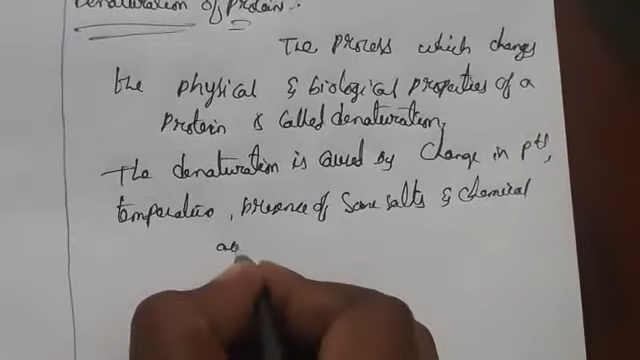 Denaturation of Protein :-
The process which changes
the physical & biological properties of a
protein is called denaturation.
The denaturation is caused by change in pH,
temperature, presence of some salts & chemical